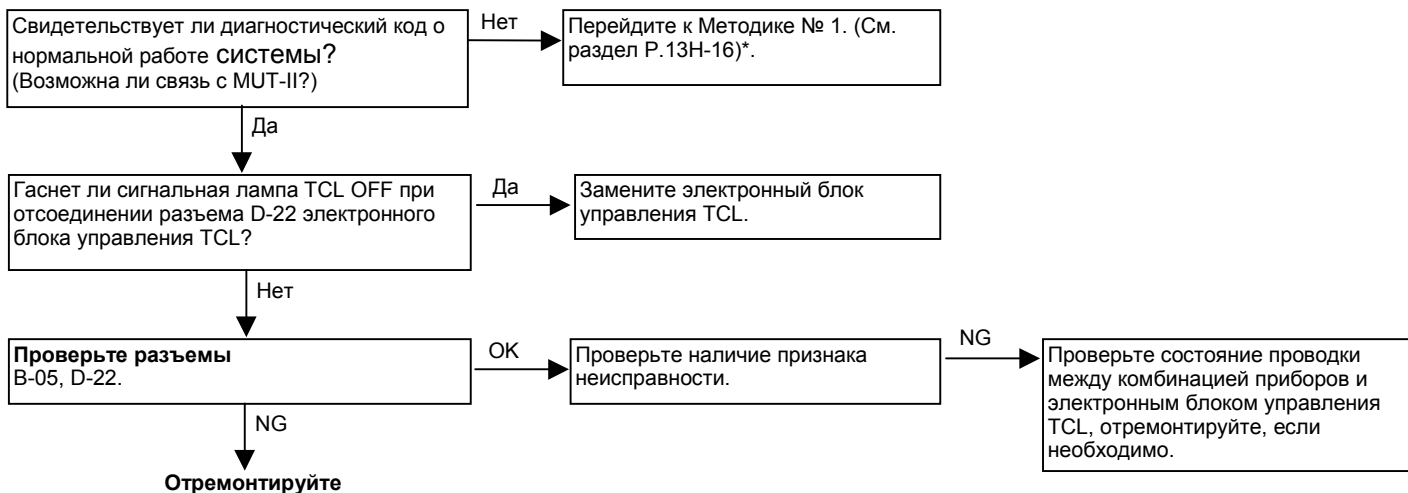 Свидетельствует ли диагностический код о
нормальной работе системы?
(Возможна ли связь с MUT-II?)
Нет
Перейдите к Методике № 1. (См.
раздел P.13H-16)*.
Да
Гаснет ли сигнальная лампа TCL OFF при
отсоединении разъема D-22 электронного
блока управления TCL?
Да
Замените электронный блок
управления TCL.
Нет
Проверьте разъемы
B-05, D-22.
OK
Проверьте наличие признака
неисправности.
NG
Проверьте состояние проводки
между комбинацией приборов и
электронным блоком управления
TCL, отремонтируйте, если
необходимо.
NG
Отремонтируйте